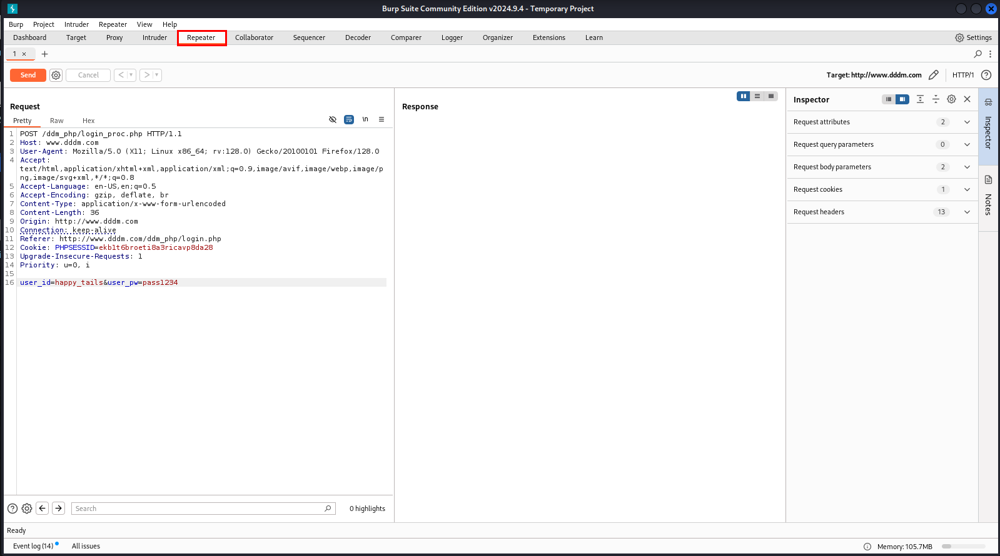 Burp Suite Community Edition v2024.9.4 - Temporary Project
Burp Project Intruder Repeater View Help
Dashboard Target Proxy Intruder Repeater Collaborator Sequencer Decoder Comparer Logger Organizer Extensions Learn Settings
1 × +
Send Cancel < > Target: http://www.dddm.com HTTP/1 ?
Request
Response
Inspector
Pretty Raw Hex \n
1 POST /ddm_php/login_proc.php HTTP/1.1
2 Host: www.dddm.com
3 User-Agent: Mozilla/5.0 (X11; Linux x86_64; rv:128.0) Gecko/20100101 Firefox/128.0
4 Accept:
text/html,application/xhtml+xml,application/xml;q=0.9,image/avif,image/webp,image/p
ng,image/svg+xml,*/*;q=0.8
5 Accept-Language: en-US,en;q=0.5
6 Accept-Encoding: gzip, deflate, br
7 Content-Type: application/x-www-form-urlencoded
8 Content-Length: 36
9 Origin: http://www.dddm.com
10 Connection: keep-alive
11 Referer: http://www.dddm.com/ddm_php/login.php
12 Cookie: PHPSESSID=ekb1t6broeti8a3ricavp8da28
13 Upgrade-Insecure-Requests: 1
14 Priority: u=0, i
15
16 user_id=happy_tails&user_pw=pass1234
Request attributes 2
Request query parameters 0
Request body parameters 2
Request cookies 1
Request headers 13
Inspector
Notes
? Search 0 highlights
Ready
Event log (14) All issues Memory: 105.7MB